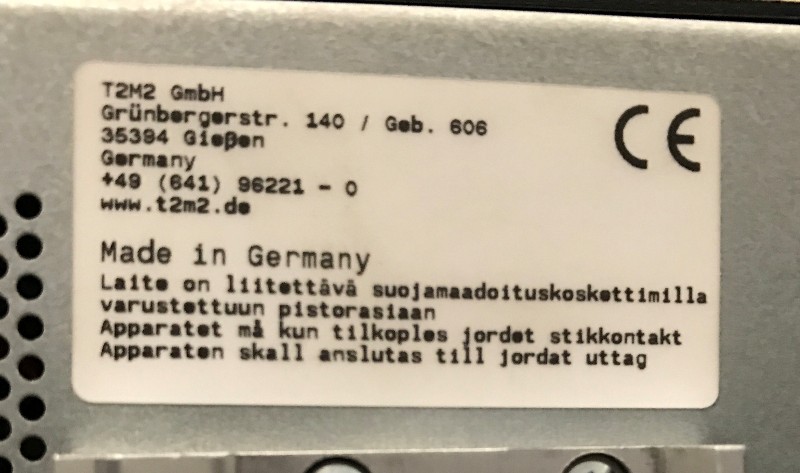 T2M2 GmbH
Grünbergerstr. 140 / Geb. 606
35394 Gießen
Germany
+49 (641) 96221 - 0
www.t2m2.de
CE
Made in Germany
Laite on liitettävä suojamaadoituskoskettimilla
varustettuun pistorasiaan
Apparatet må kun tilkoples jordet stikkontakt
Apparaten skall anslutas till jordat uttag